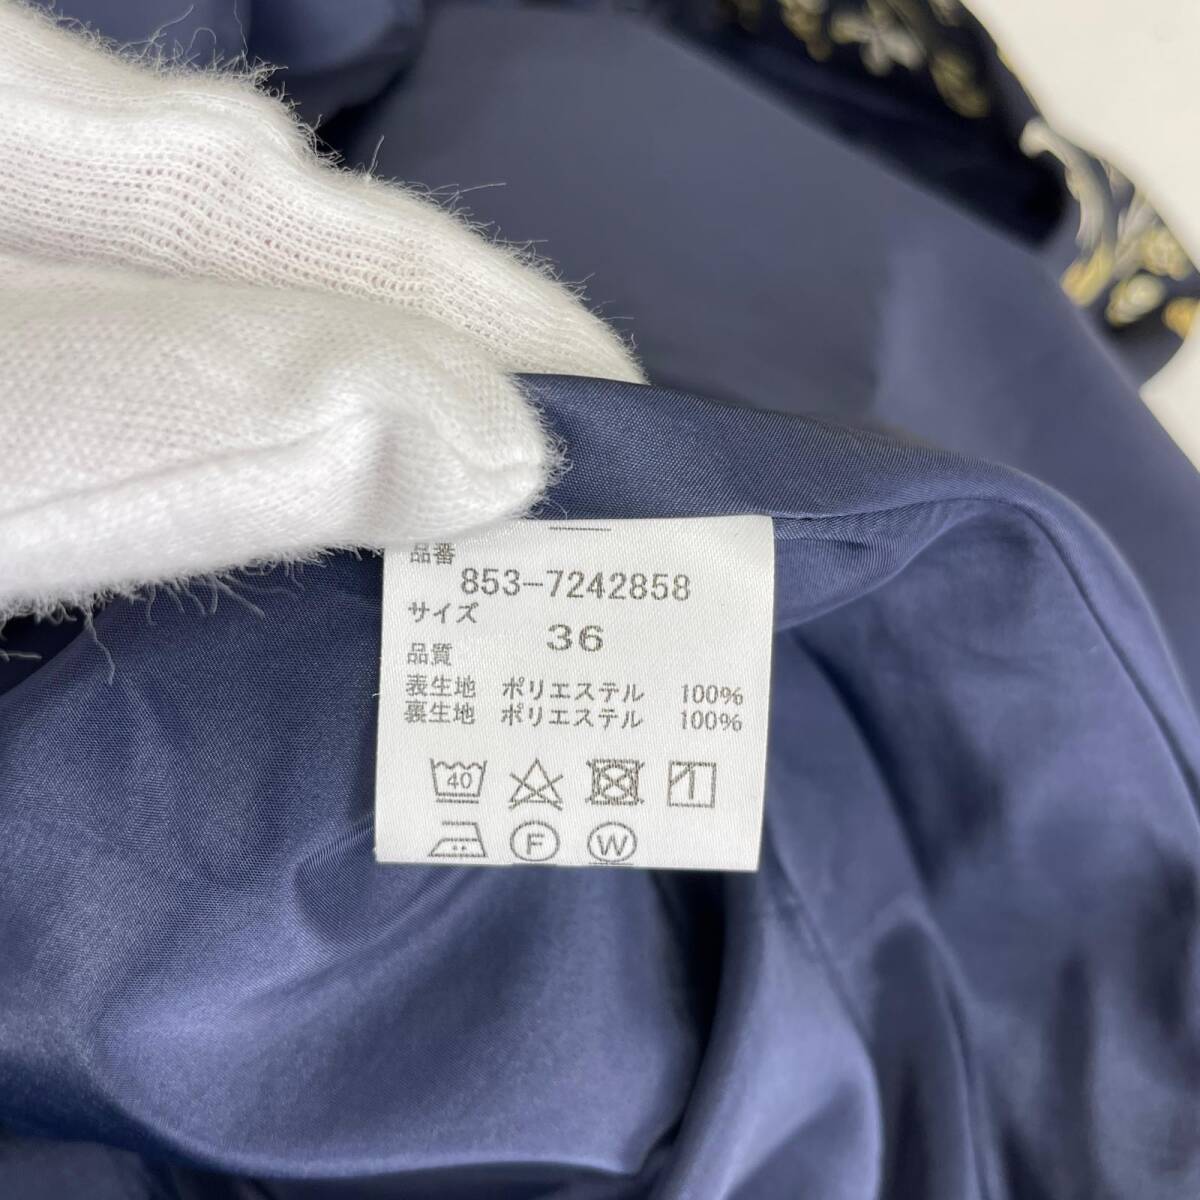 品番
853-7242858
サイズ
36
品質
表生地 ポリエステル 100%
裏生地 ポリエステル 100%
40
F W